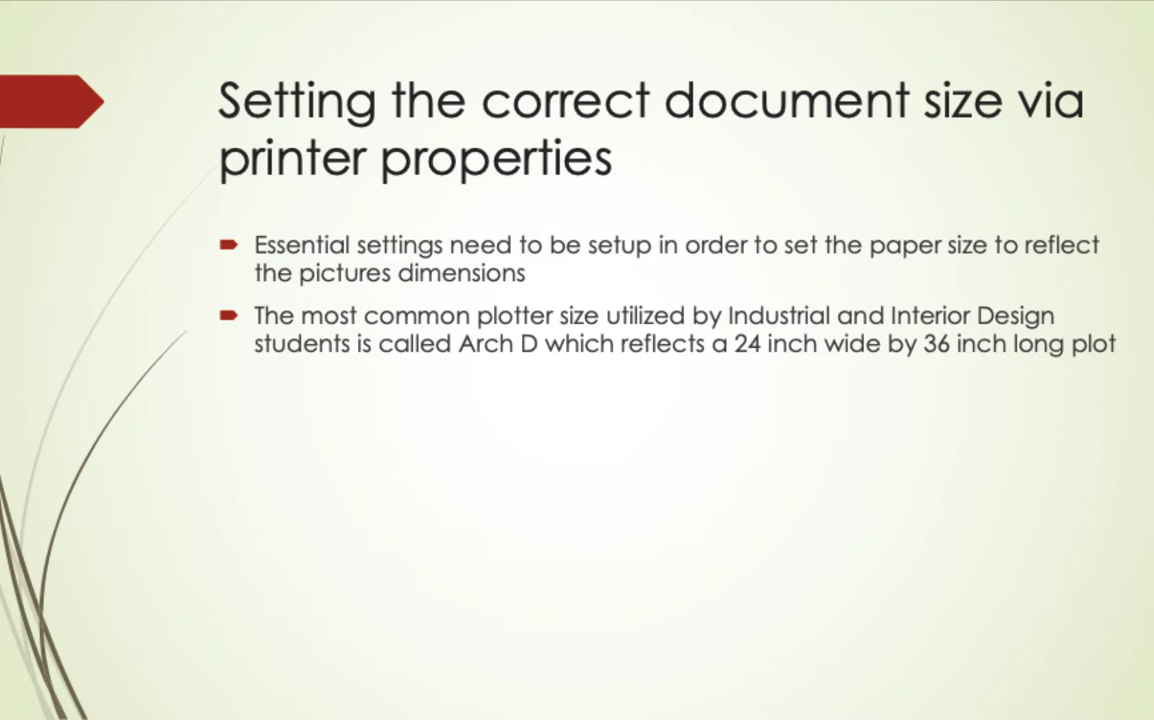 Setting the correct document size via
printer properties
Essential settings need to be setup in order to set the paper size to reflect
the pictures dimensions
The most common plotter size utilized by Industrial and Interior Design
students is called Arch D which reflects a 24 inch wide by 36 inch long plot